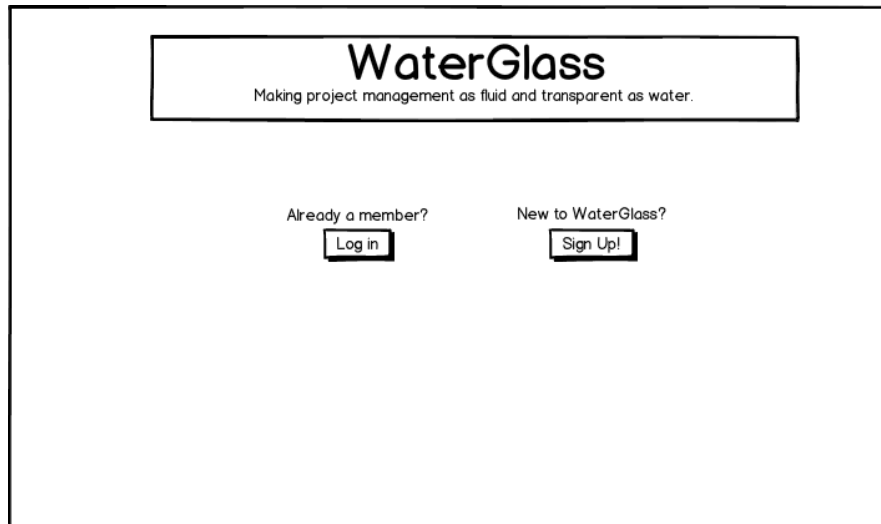 WaterGlass
Making project management as fluid and transparent as water.
Already a member?
New to WaterGlass?
Log in
Sign Up!